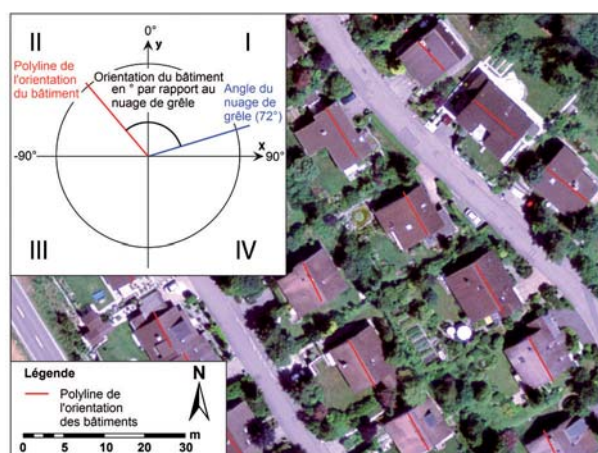 II
0°
y
I
Polyline de
l'orientation
du bâtiment
Orientation du bâtiment
en ° par rapport au
nuage de grêle
Angle du
nuage de
grêle (72°)
-90°
x
90°
III
IV
Légende
N
Polyline de
l'orientation
des bâtiments
0 5 10 20 30
m